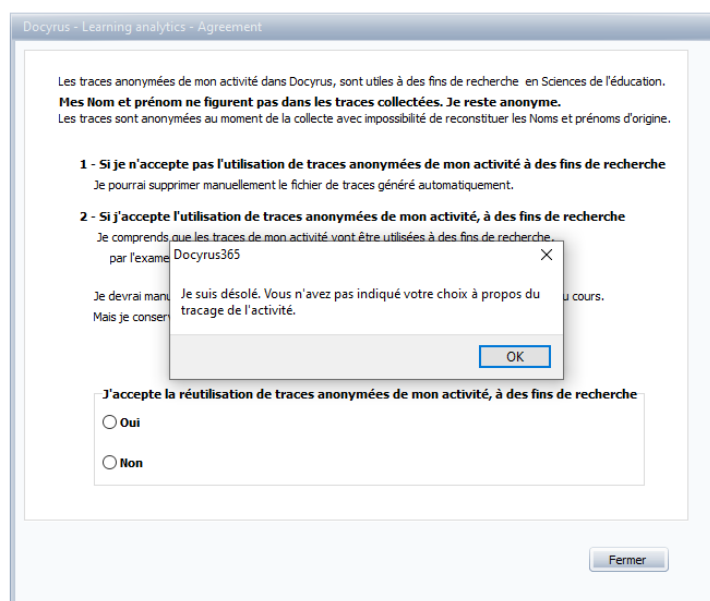 Docyrus - Learning analytics - Agreement
Les traces anonymées de mon activité dans Docyrus, sont utiles à des fins de recherche en Sciences de l'éducation.
Mes Nom et prénom ne figurent pas dans les traces collectées. Je reste anonyme.
Les traces sont anonymées au moment de la collecte avec impossibilité de reconstituer les Noms et prénoms d'origine.
1 - Si je n'accepte pas l'utilisation de traces anonymées de mon activité à des fins de recherche
Je pourrai supprimer manuellement le fichier de traces généré automatiquement.
2 - Si j'accepte l'utilisation de traces anonymées de mon activité, à des fins de recherche
Je comprends que les traces de mon activité vont être utilisées à des fins de recherche,
par l'exame
Docyrus365
Je suis désolé. Vous n'avez pas indiqué votre choix à propos du
tracage de l'activité.
OK
Je devrai manu
u cours.
Mais je conser
J'accepte la réutilisation de traces anonymées de mon activité, à des fins de recherche
Oui
Non
Fermer